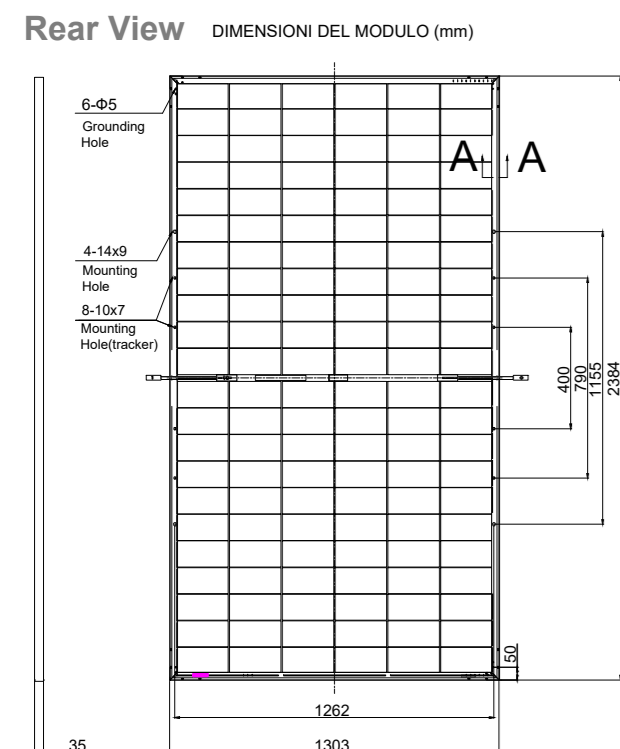 Rear View DIMENSIONI DEL MODULO (mm)
6-Φ5
Grounding
Hole
A A
4-14x9
Mounting
Hole
8-10x7
Mounting
Hole(tracker)
400
790
1155
2384
50
1262
35
1303